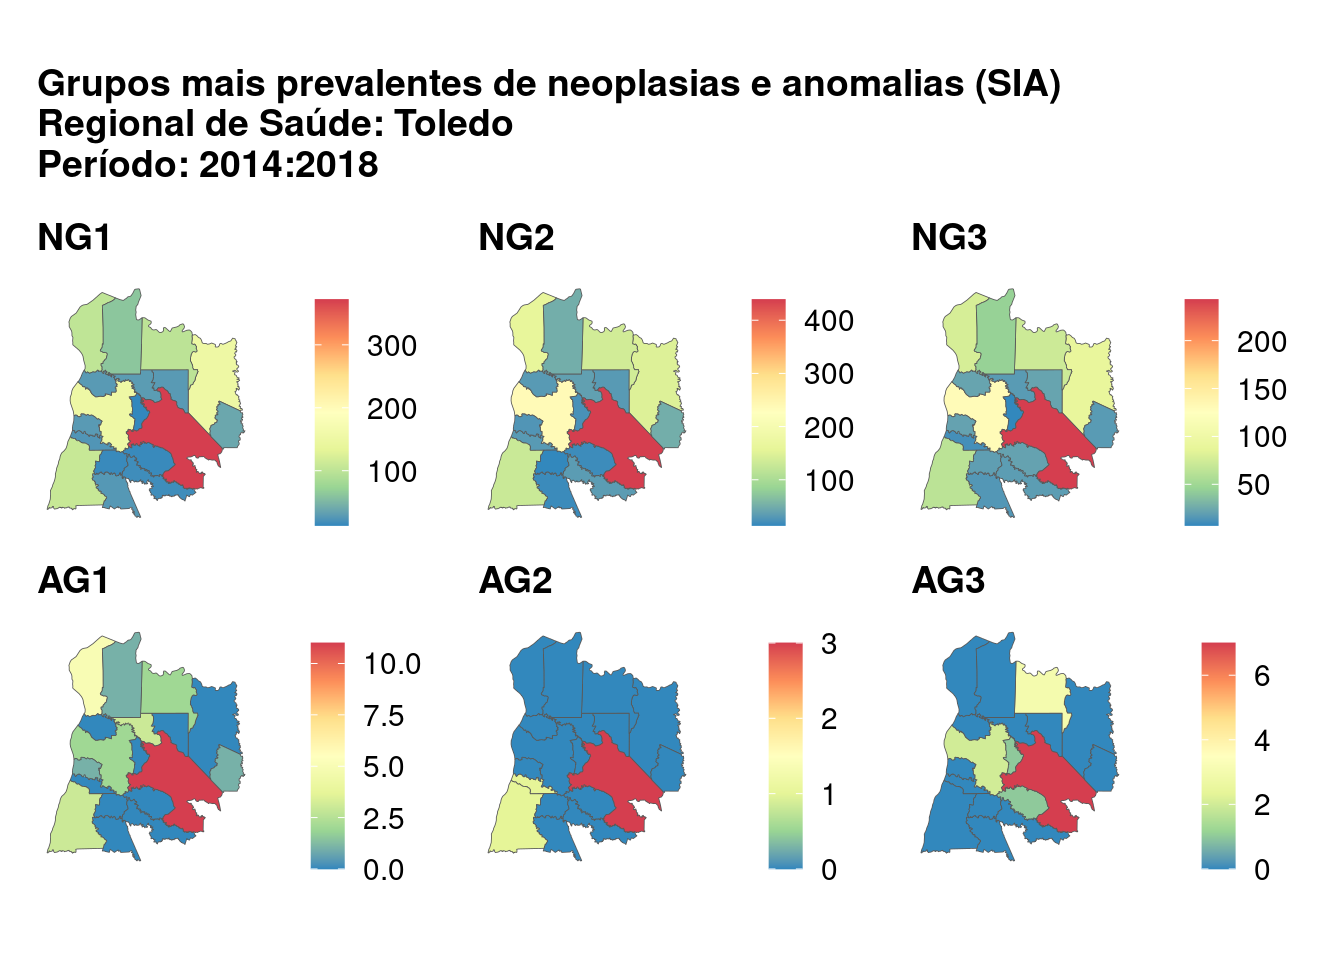 Grupos mais prevalentes de neoplasias e anomalias (SIA)
Regional de Saúde: Toledo
Período: 2014:2018
NG1
300
200
100
NG2
400
300
200
100
NG3
200
150
100
50
AG1
10.0
7.5
5.0
2.5
0.0
AG2
3
2
1
0
AG3
6
4
2
0